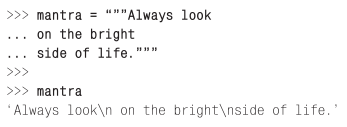 >>> mantra = “””Always look
... on the bright
... side of life.”””
>>>
>>> mantra
‘Always look\n on the bright\nside of life.’